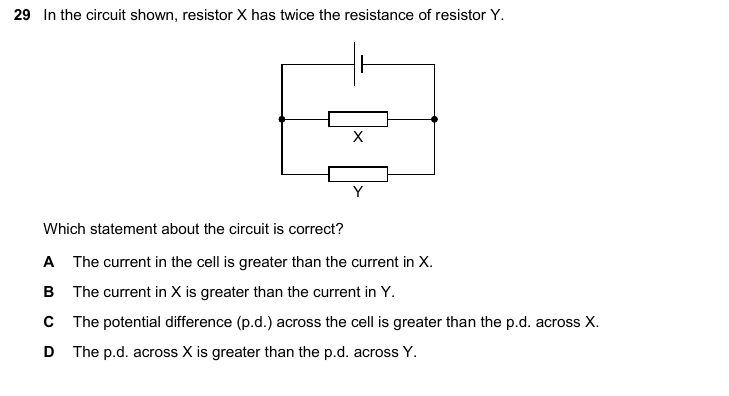 29 In the circuit shown, resistor X has twice the resistance of resistor Y.
X
Y
Which statement about the circuit is correct?
A The current in the cell is greater than the current in X.
B The current in X is greater than the current in Y.
C The potential difference (p.d.) across the cell is greater than the p.d. across X.
D The p.d. across X is greater than the p.d. across Y.